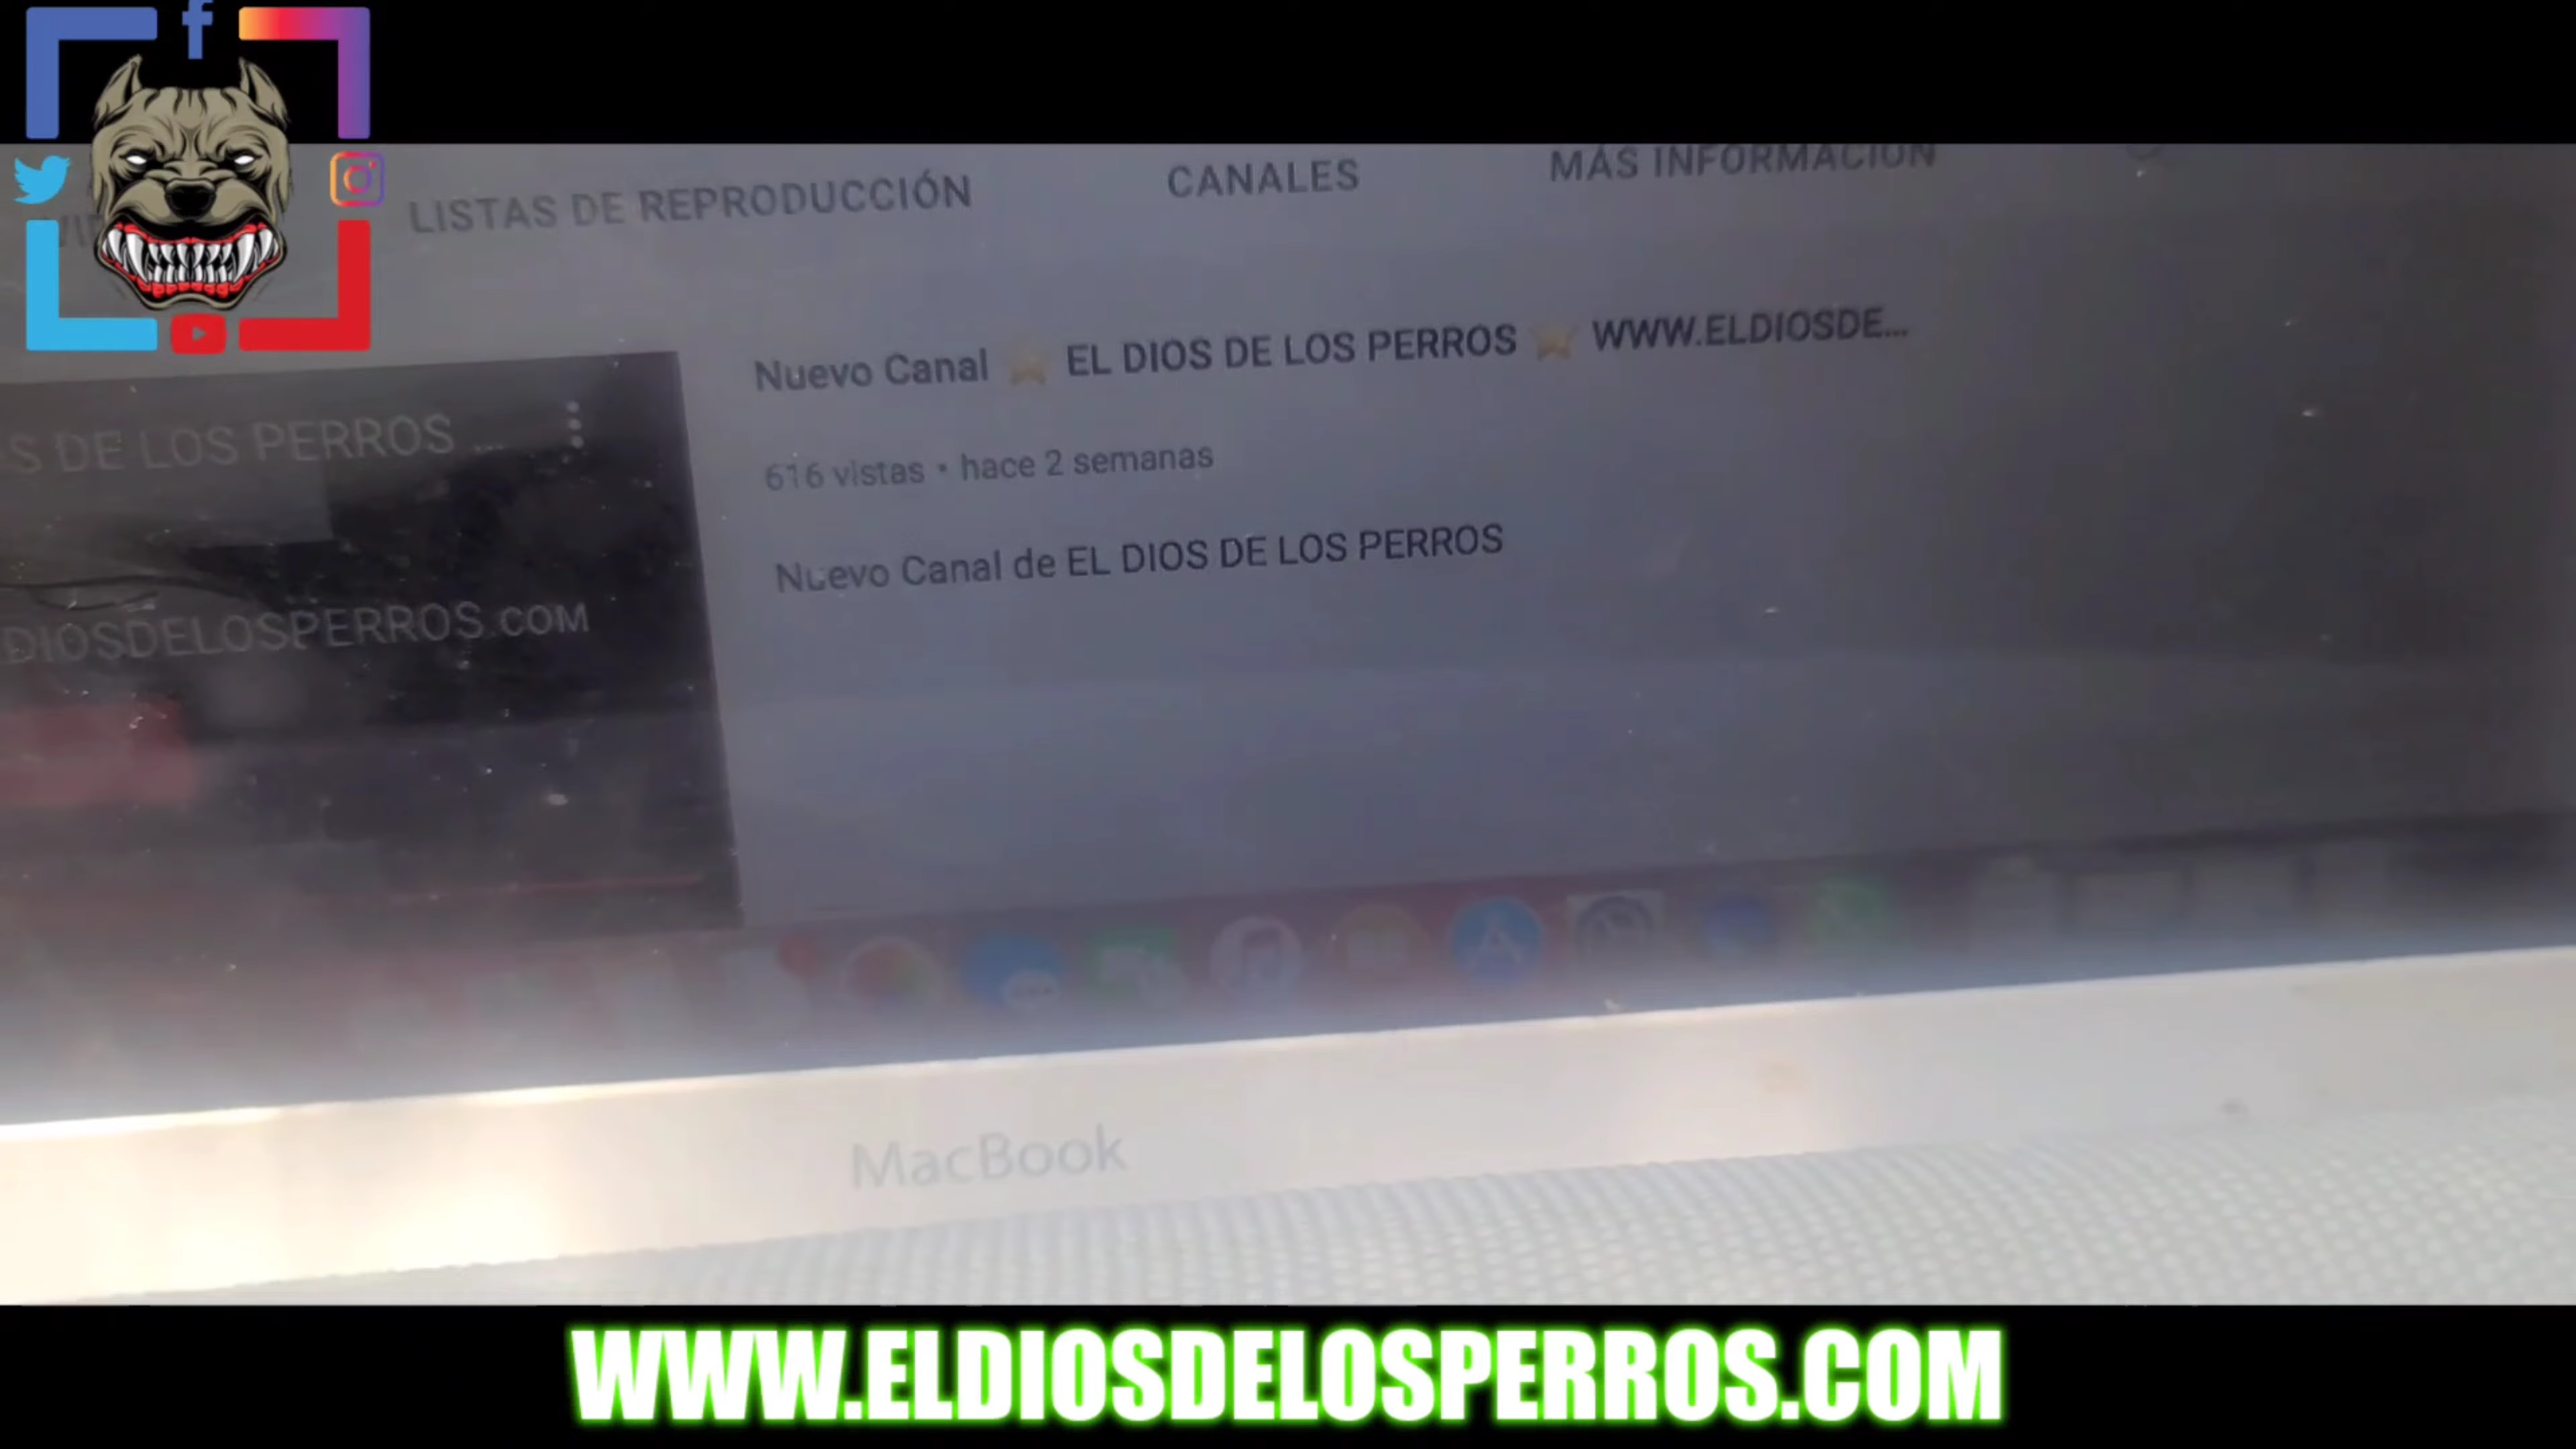 LISTAS DE REPRODUCCIÓN CANALES MÁS INFORMACIÓN
Nuevo Canal ⭐ EL DIOS DE LOS PERROS ⭐ WWW.ELDIOSDE...
S DE LOS PERROS ...
616 vistas • hace 2 semanas
Nuevo Canal de EL DIOS DE LOS PERROS
DIOSDELOSPERROS.COM
MacBook
WWW.ELDIOSDELOSPERROS.COM